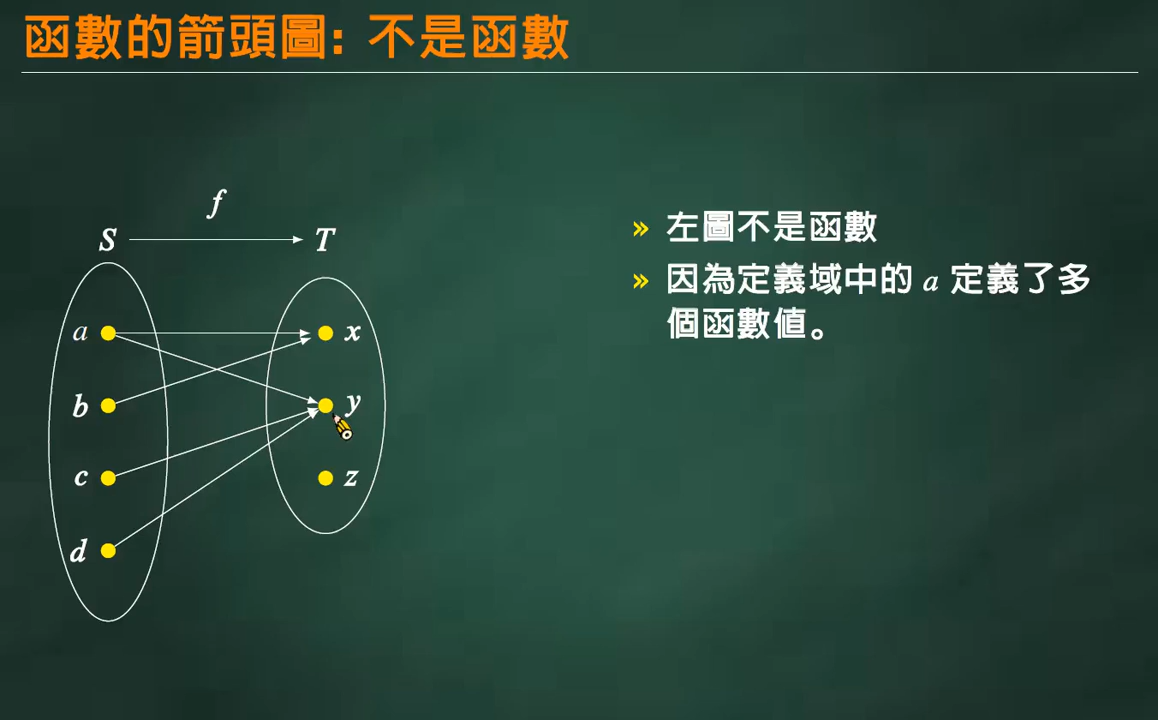 函數的箭頭圖: 不是函數
f
S
T
a
x
b
y
c
z
d
» 左圖不是函數
» 因為定義域中的 a 定義了多
個函數值。